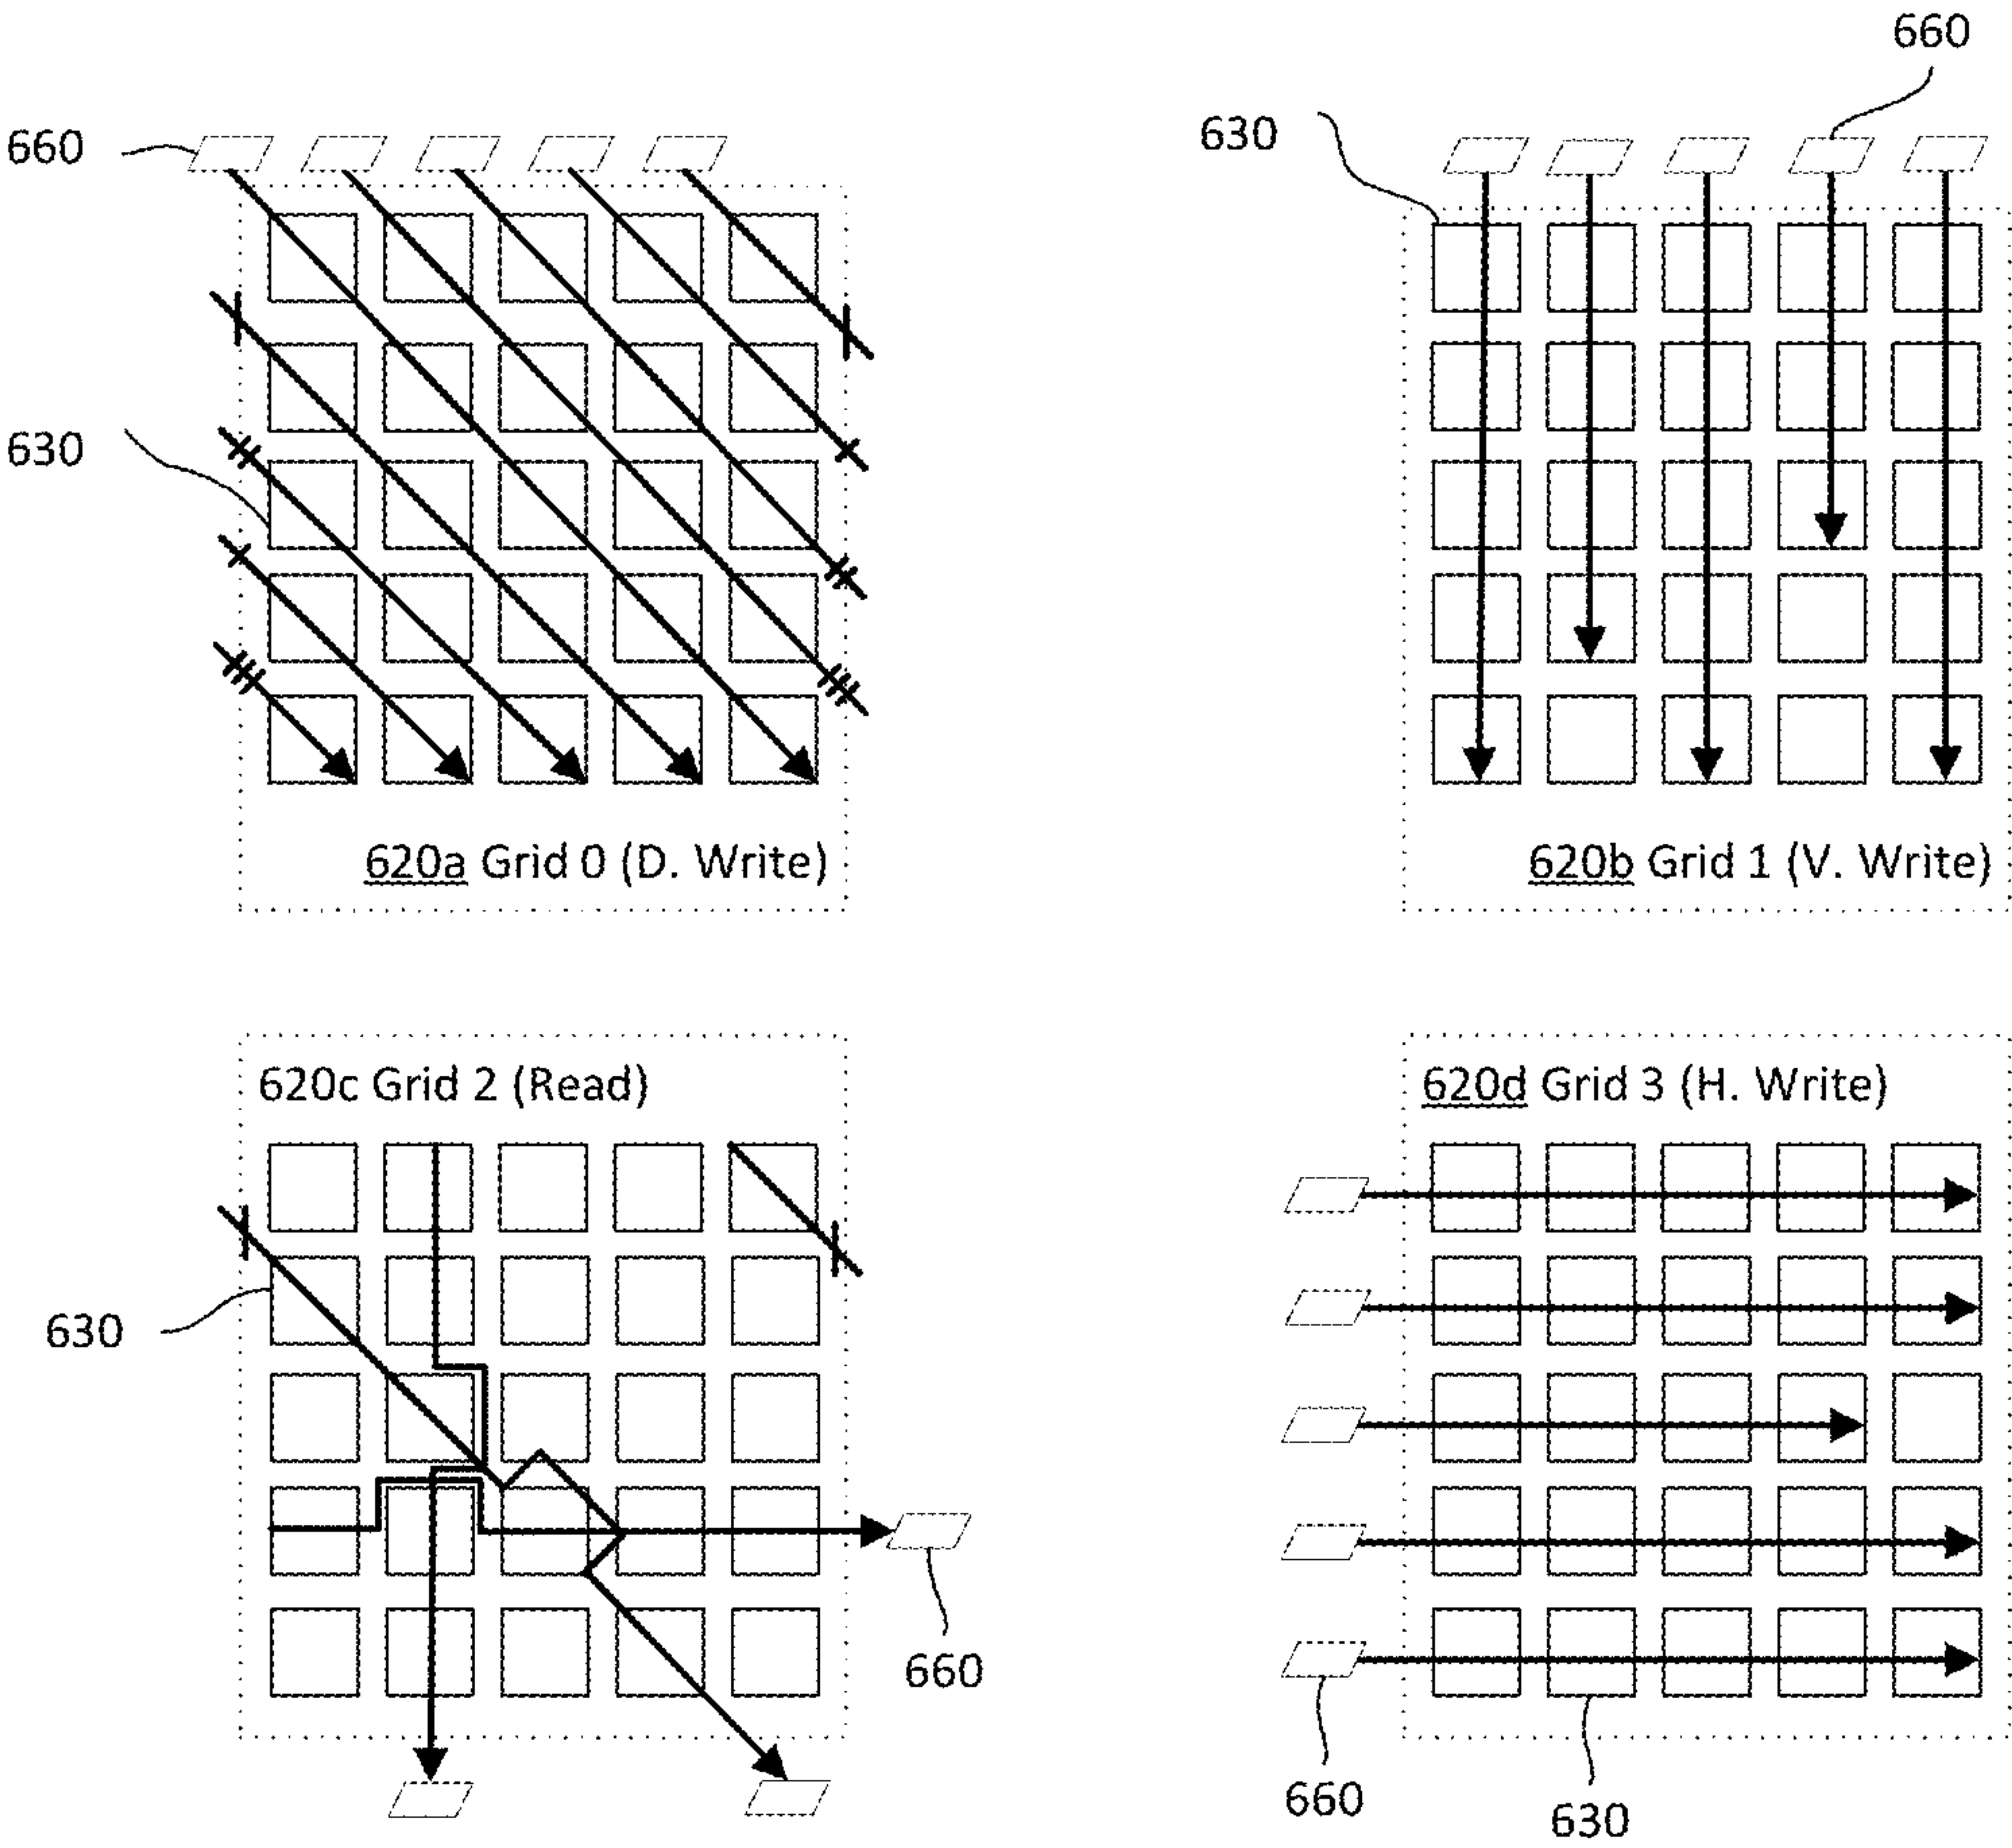 660
660
630
630
620a Grid 0 (D. Write)
620b Grid 1 (V. Write)
620c Grid 2 (Read)
620d Grid 3 (H. Write)
630
660
660
630